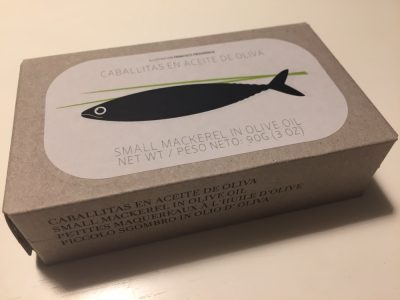 CABALLITAS EN ACEITE DE OLIVA
SMALL MACKEREL IN OLIVE OIL
NET WT / PESO NETO: 90G (3 OZ)
CABALLITAS EN ACEITE DE OLIVA
SMALL MACKEREL IN OLIVE OIL
PETITES MAQUEREAUX À L'HUILE D'OLIVE
PICCOLO SGOMBRO IN OLIO D' OLIVA